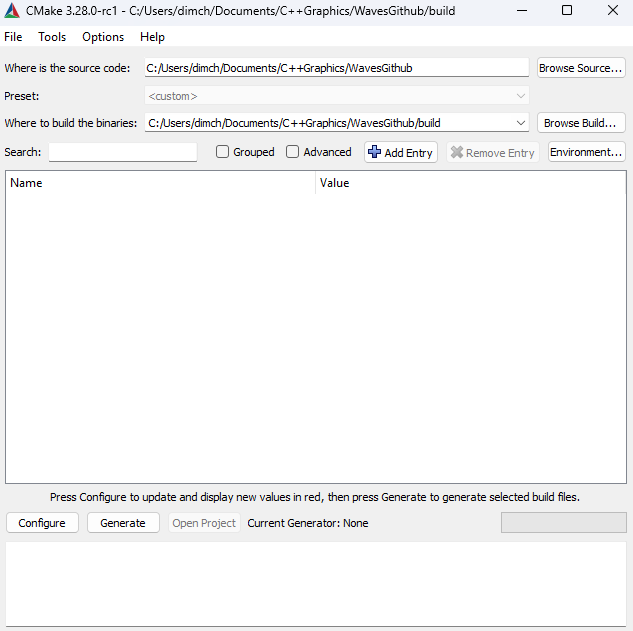 CMake 3.28.0-rc1 - C:/Users/dimch/Documents/C++Graphics/WavesGithub/build
File Tools Options Help
Where is the source code: C:/Users/dimch/Documents/C++Graphics/WavesGithub Browse Source...
Preset: <custom>
Where to build the binaries: C:/Users/dimch/Documents/C++Graphics/WavesGithub/build Browse Build...
Search: Grouped Advanced Add Entry Remove Entry Environment...
Name Value
Press Configure to update and display new values in red, then press Generate to generate selected build files.
Configure Generate Open Project Current Generator: None